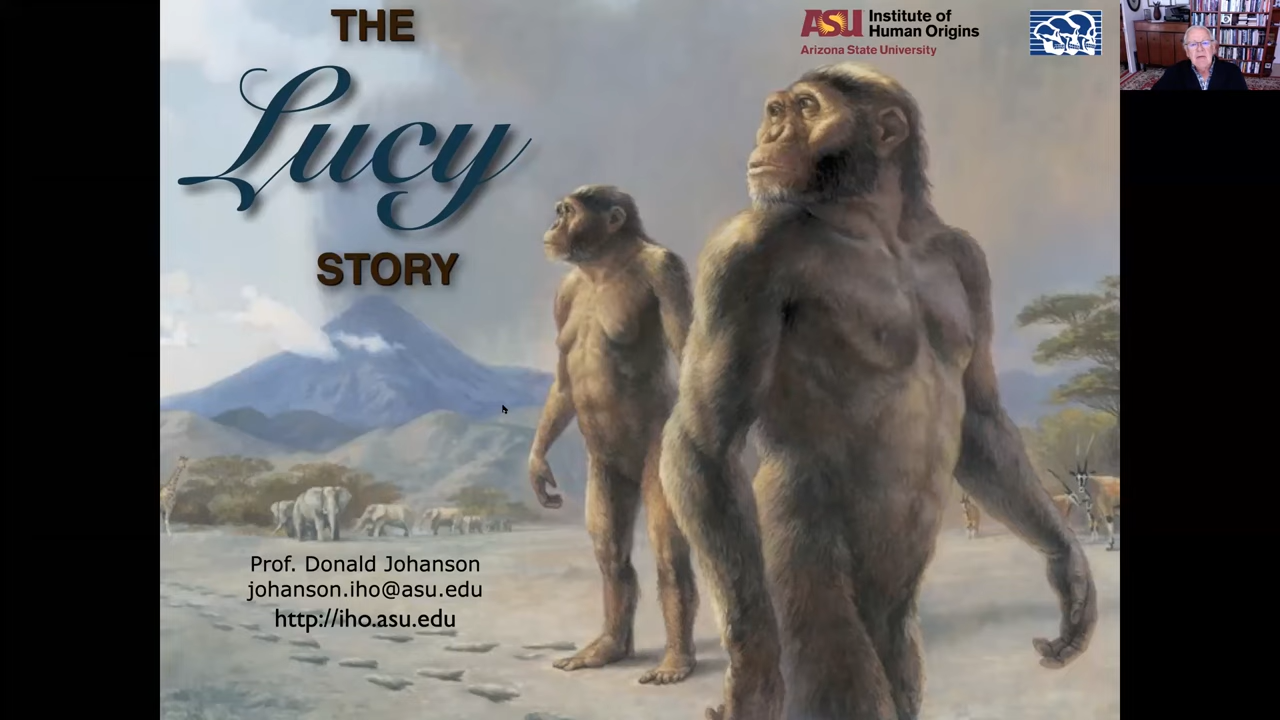 THE
Lucy
STORY
ASU Institute of
Human Origins
Arizona State University
Prof. Donald Johanson
johanson.iho@asu.edu
http://iho.asu.edu